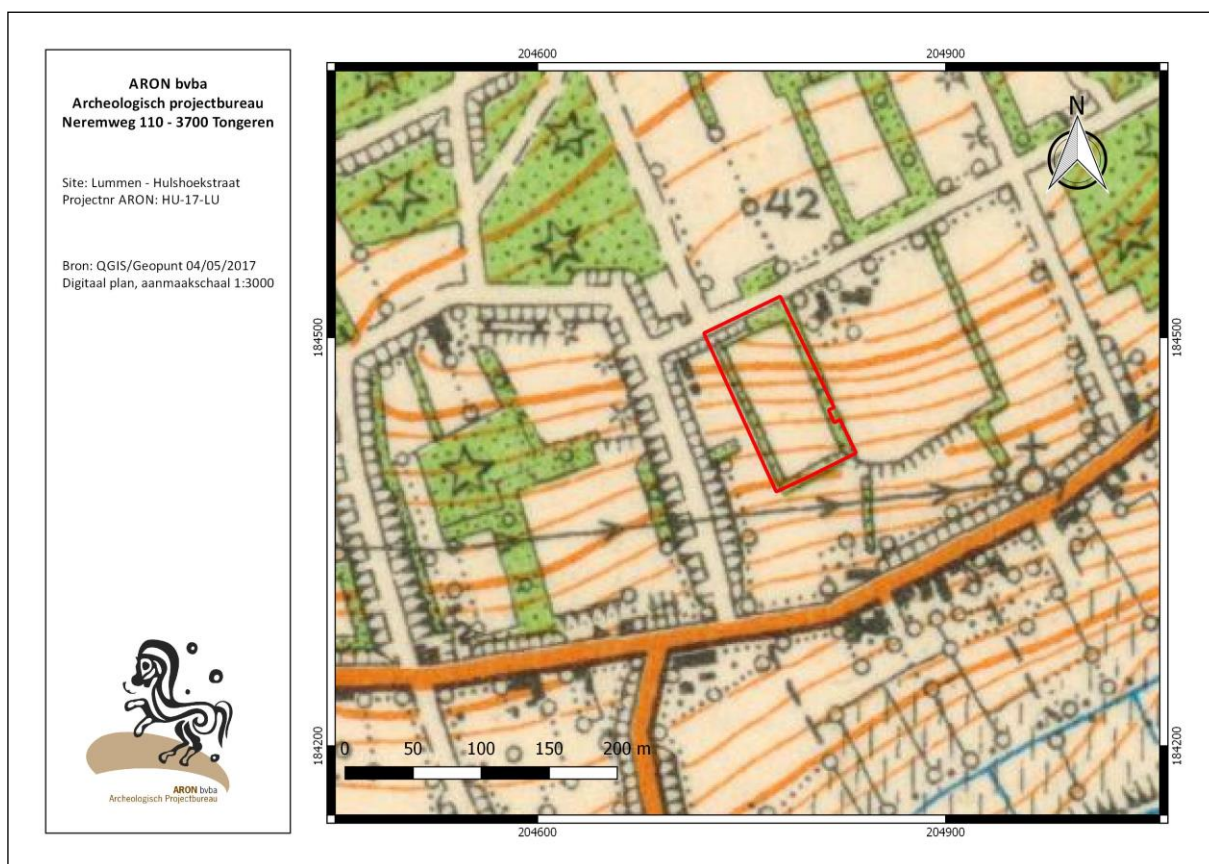 ARON bvba
Archeologisch projectbureau
Neremweg 110 - 3700 Tongeren
Site: Lummen - Hulshoekstraat
Projectnr ARON: HU-17-LU
Bron: QGIS/Geopunt 04/05/2017
Digitaal plan, aanmaakschaal 1:3000
ARON bvba
Archeologisch Projectbureau
204600
204900
184500
184500
N
42
184200
184200
0 50 100 150 200 m
204600
204900